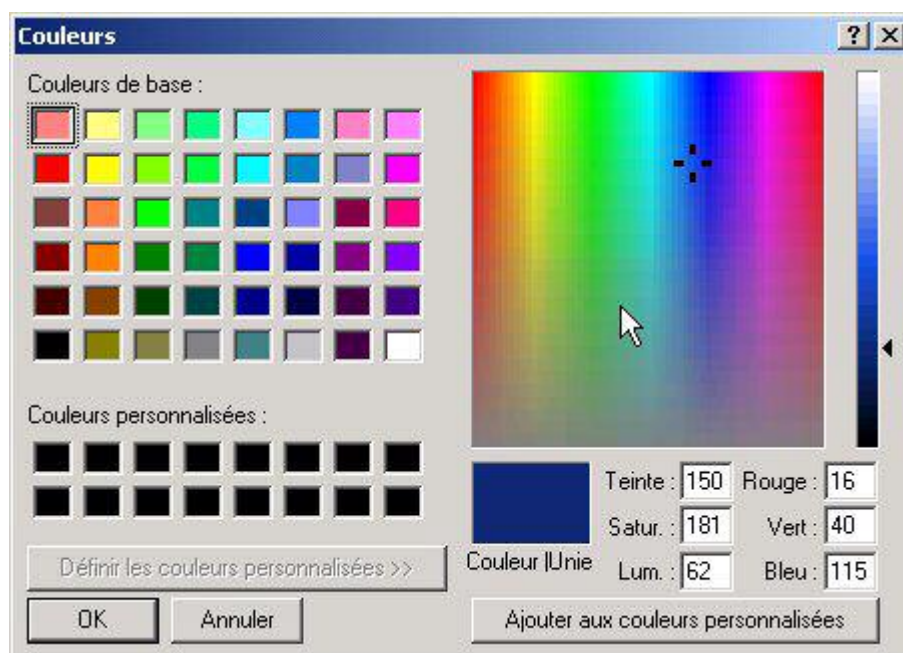 Couleurs
Couleurs de base :
Couleurs personnalisées :
Définir les couleurs personnalisées >>
OK
Annuler
Couleur |Unie
Teinte : 150
Rouge : 16
Satur. : 181
Vert : 40
Lum. : 62
Bleu : 115
Ajouter aux couleurs personnalisées